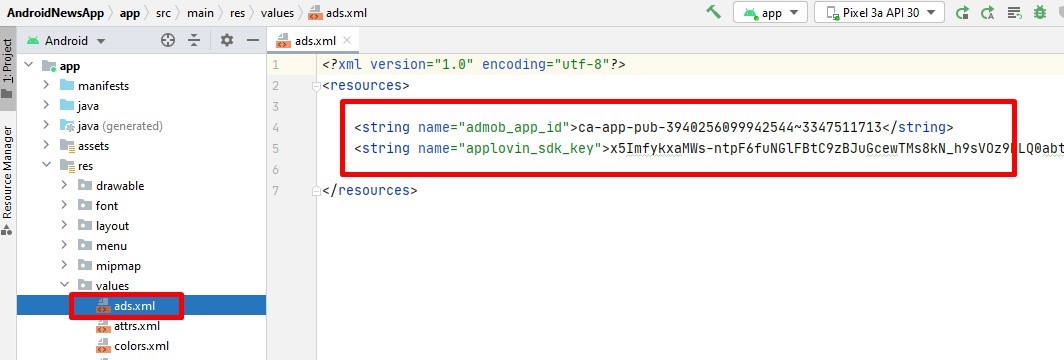 AndroidNewsApp app src main res values ads.xml app Pixel 3a API 30
1: Project
Resource Manager
Android
app
manifests
java
java (generated)
assets
res
drawable
font
layout
menu
mipmap
values
ads.xml
attrs.xml
colors.xml
ads.xml
1 <?xml version="1.0" encoding="utf-8"?>
2 <resources>
3
4 <string name="admob_app_id">ca-app-pub-3940256099942544~3347511713</string>
5 <string name="applovin_sdk_key">
6
7 </resources>